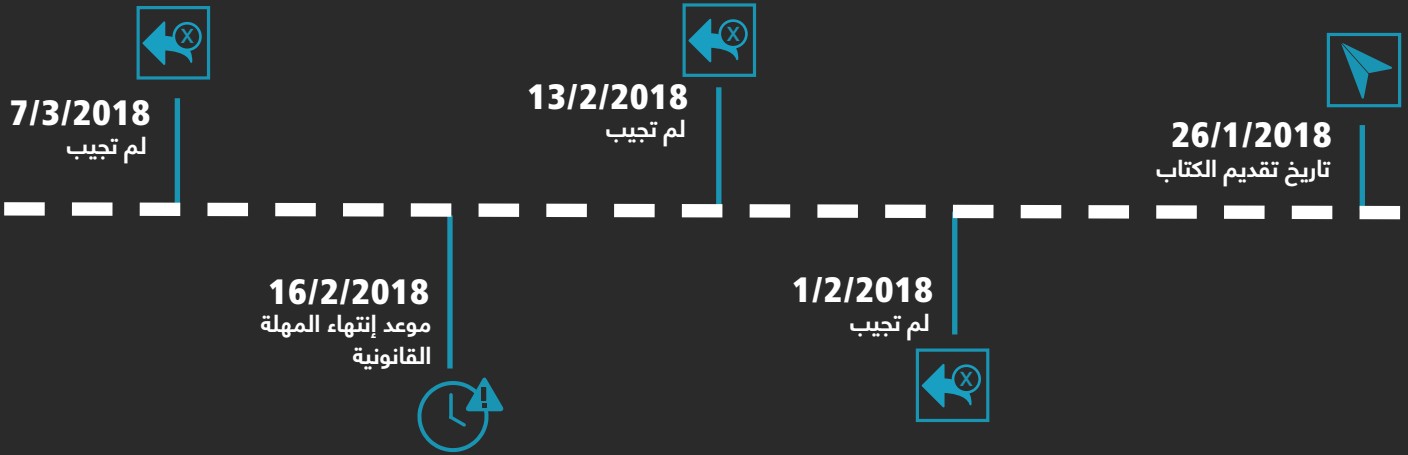 26/1/2018
تاريخ تقديم الكتاب
1/2/2018
لم تجيب
13/2/2018
لم تجيب
16/2/2018
موعد إنتهاء المهلة
القانونية
7/3/2018
لم تجيب
X
X
X